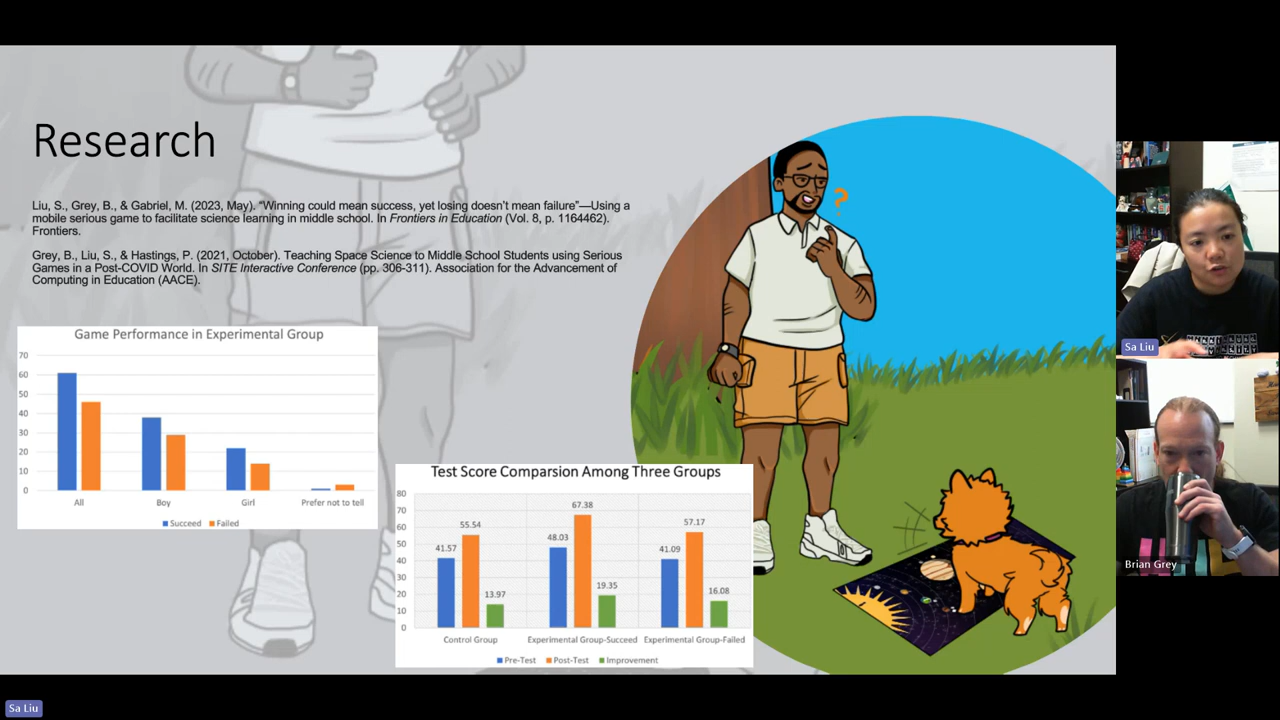 Research
Liu, S., Grey, B., & Gabriel, M. (2023, May). “Winning could mean success, yet losing doesn’t mean failure”—Using a
mobile serious game to facilitate science learning in middle school. In Frontiers in Education (Vol. 8, p. 1164462).
Frontiers.
Grey, B., Liu, S., & Hastings, P. (2021, October). Teaching Space Science to Middle School Students using Serious
Games in a Post-COVID World. In SITE Interactive Conference (pp. 306-311). Association for the Advancement of
Computing in Education (AACE).
Game Performance in Experimental Group
70
60
50
40
30
20
10
0
All Boy Girl Prefer not to tell
Succeed Failed
Test Score Comparsion Among Three Groups
80
70
60
50
40
30
20
10
0
41.57 55.54 13.97 48.03 67.38 19.35 41.09 57.17 16.08
Control Group Experimental Group-Succeed Experimental Group-Failed
Pre-Test Post-Test Improvement
?
Sa Liu
Brian Grey
Sa Liu